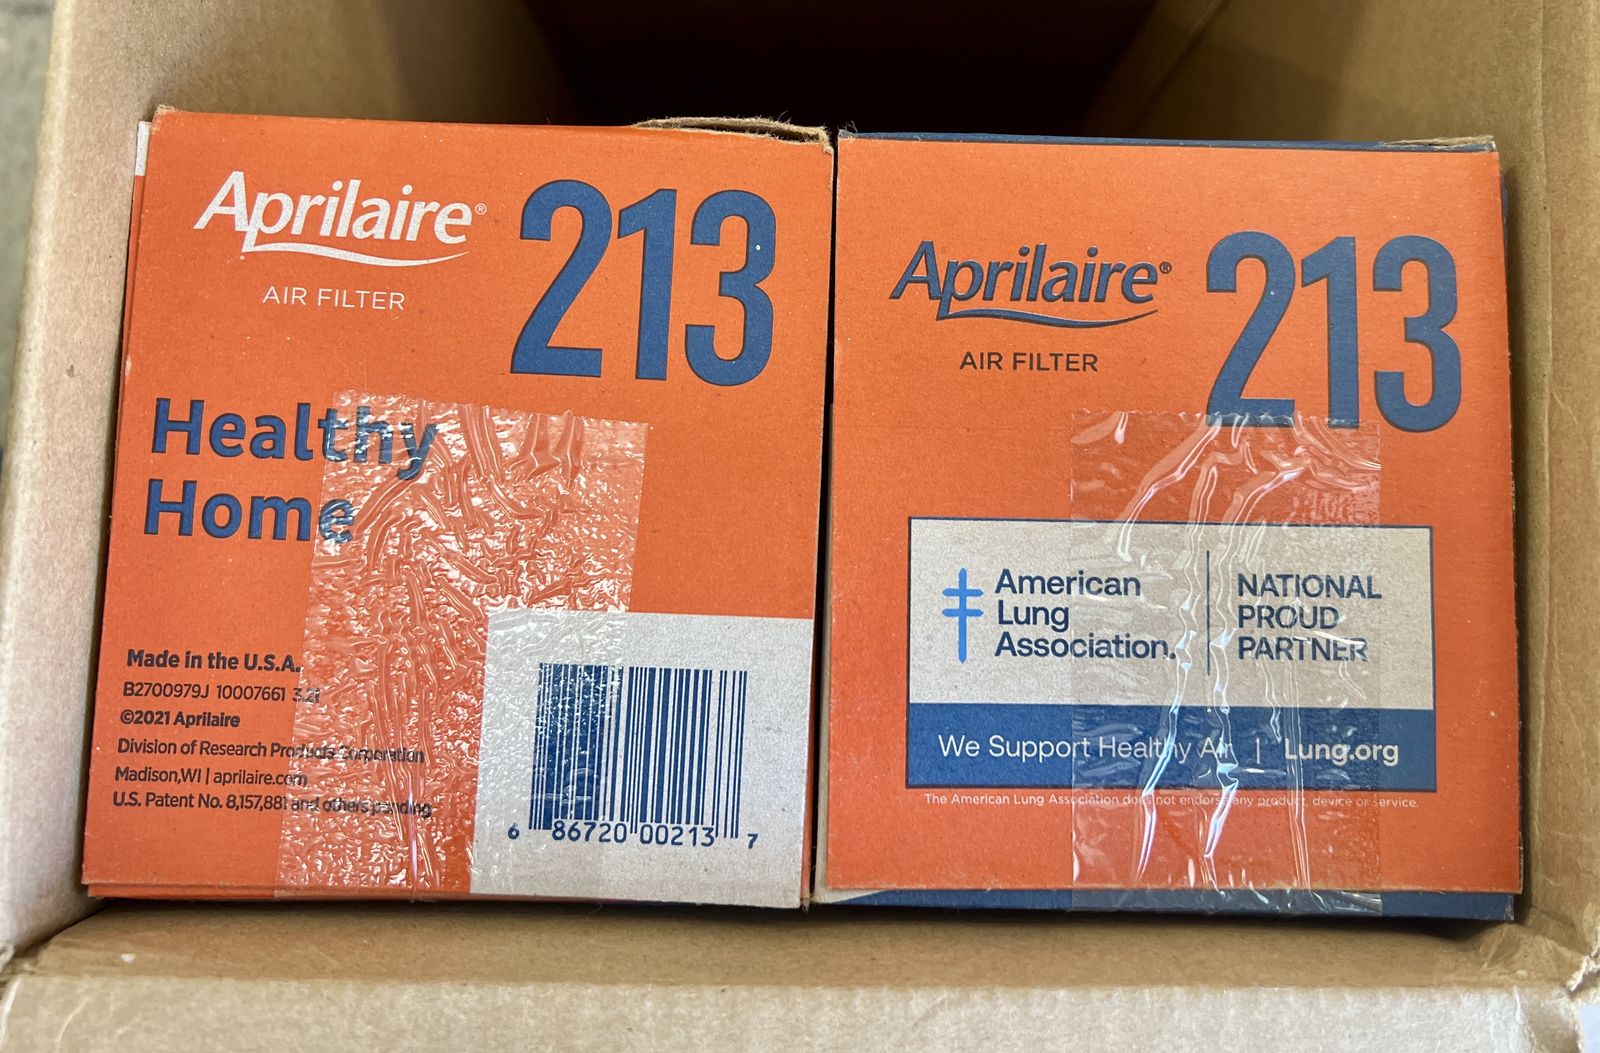 Aprilaire®
AIR FILTER
213
Healthy
Home
Made in the U.S.A.
B2700979J 10007661 3.21
©2021 Aprilaire
Division of Research Products Corporation
Madison,WI | aprilaire.com
U.S. Patent No. 8,157,881 and others pending
6 86720 00213 7
Aprilaire®
AIR FILTER
213
American
Lung
Association.
NATIONAL
PROUD
PARTNER
We Support Healthy Air | Lung.org
The American Lung Association does not endorse any product, device or service.